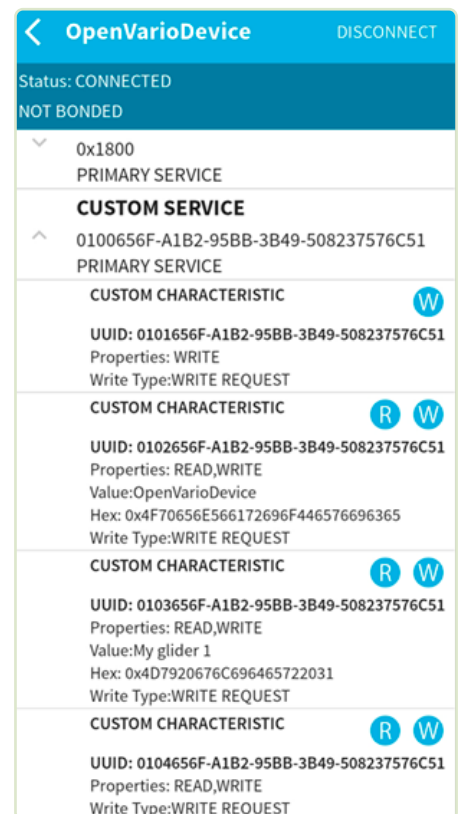 OpenVarioDevice DISCONNECT
Status: CONNECTED
NOT BONDED
0x1800
PRIMARY SERVICE
CUSTOM SERVICE
0100656F-A1B2-95BB-3B49-508237576C51
PRIMARY SERVICE
CUSTOM CHARACTERISTIC W
UUID: 0101656F-A1B2-95BB-3B49-508237576C51
Properties: WRITE
Write Type:WRITE REQUEST
CUSTOM CHARACTERISTIC R W
UUID: 0102656F-A1B2-95BB-3B49-508237576C51
Properties: READ,WRITE
Value:OpenVarioDevice
Hex: 0x4F70656E566172696F446576696365
Write Type:WRITE REQUEST
CUSTOM CHARACTERISTIC R W
UUID: 0103656F-A1B2-95BB-3B49-508237576C51
Properties: READ,WRITE
Value:My glider 1
Hex: 0x4D7920676C696465722031
Write Type:WRITE REQUEST
CUSTOM CHARACTERISTIC R W
UUID: 0104656F-A1B2-95BB-3B49-508237576C51
Properties: READ,WRITE
Write Type:WRITE REQUEST